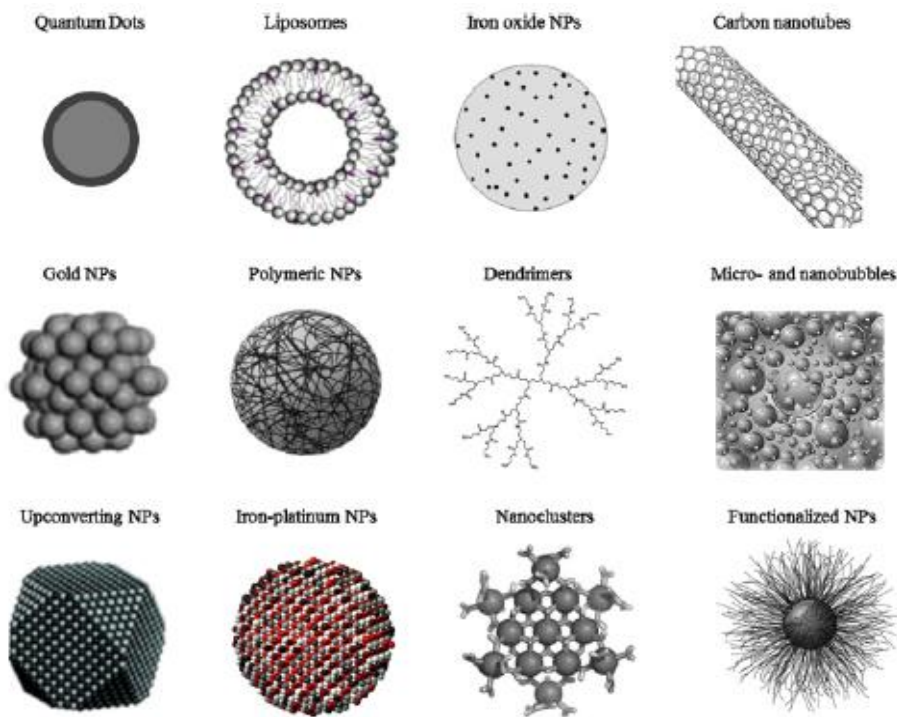 Quantum Dots
Liposomes
Iron oxide NPs
Carbon nanotubes
Gold NPs
Polymeric NPs
Dendrimers
Micro- and nanobubbles
Upconverting NPs
Iron-platinum NPs
Nanoclusters
Functionalized NPs